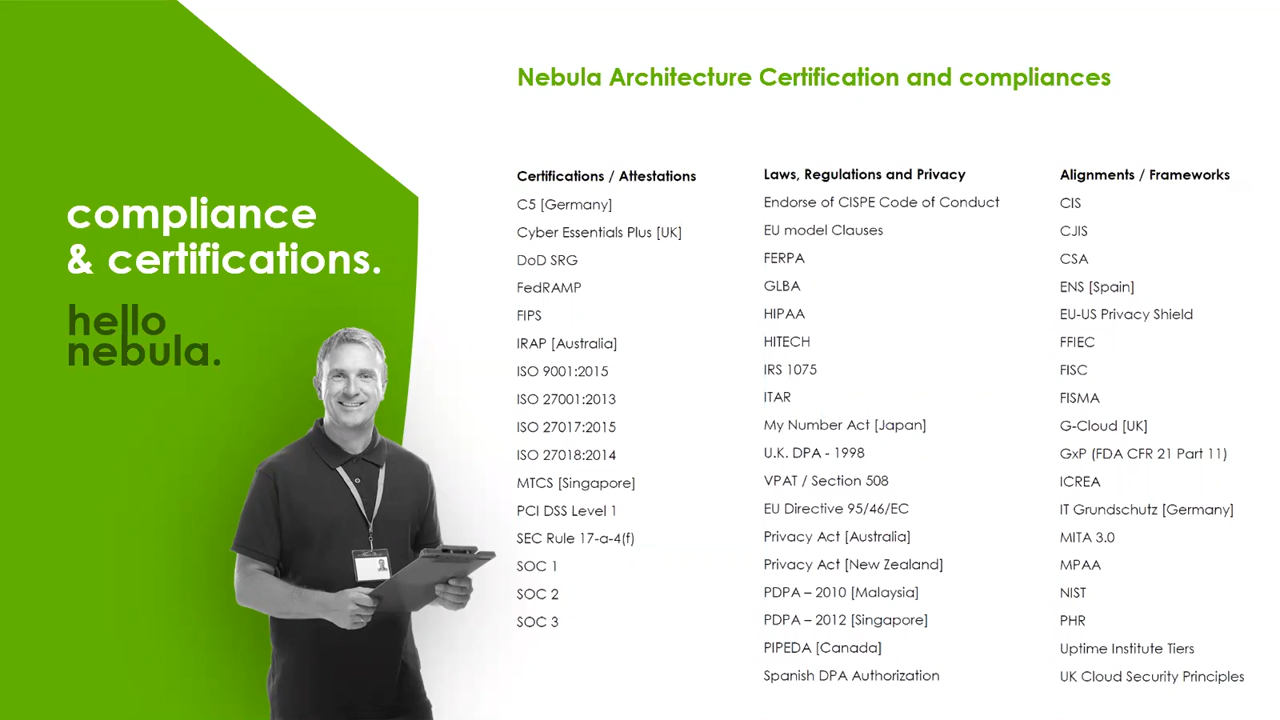 compliance
& certifications.
hello
nebula.
Nebula Architecture Certification and compliances
Certifications / Attestations
C5 [Germany]
Cyber Essentials Plus [UK]
DoD SRG
FedRAMP
FIPS
IRAP [Australia]
ISO 9001:2015
ISO 27001:2013
ISO 27017:2015
ISO 27018:2014
MTCS [Singapore]
PCI DSS Level 1
SEC Rule 17-a-4(f)
SOC 1
SOC 2
SOC 3
Laws, Regulations and Privacy
Endorse of CISPE Code of Conduct
EU model Clauses
FERPA
GLBA
HIPAA
HITECH
IRS 1075
ITAR
My Number Act [Japan]
U.K. DPA - 1998
VPAT / Section 508
EU Directive 95/46/EC
Privacy Act [Australia]
Privacy Act [New Zealand]
PDPA – 2010 [Malaysia]
PDPA – 2012 [Singapore]
PIPEDA [Canada]
Spanish DPA Authorization
Alignments / Frameworks
CIS
CJIS
CSA
ENS [Spain]
EU-US Privacy Shield
FFIEC
FISC
FISMA
G-Cloud [UK]
GxP (FDA CFR 21 Part 11)
ICREA
IT Grundschutz [Germany]
MITA 3.0
MPAA
NIST
PHR
Uptime Institute Tiers
UK Cloud Security Principles